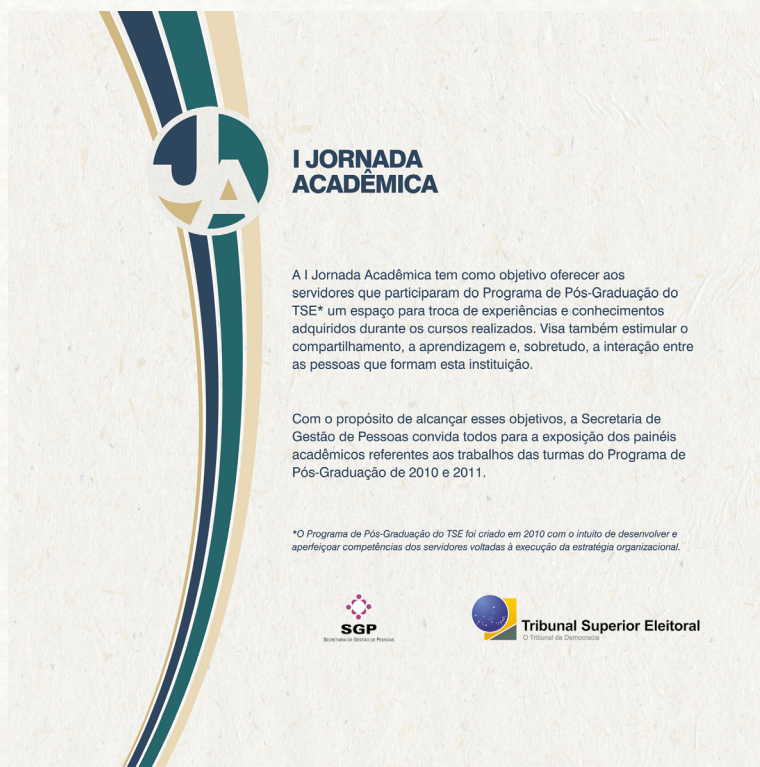 JA
I JORNADA
ACADÊMICA
A I Jornada Acadêmica tem como objetivo oferecer aos
servidores que participaram do Programa de Pós-Graduação do
TSE* um espaço para troca de experiências e conhecimentos
adquiridos durante os cursos realizados. Visa também estimular o
compartilhamento, a aprendizagem e, sobretudo, a interação entre
as pessoas que formam esta instituição.
Com o propósito de alcançar esses objetivos, a Secretaria de
Gestão de Pessoas convida todos para a exposição dos painéis
acadêmicos referentes aos trabalhos das turmas do Programa de
Pós-Graduação de 2010 e 2011.
*O Programa de Pós-Graduação do TSE foi criado em 2010 com o intuito de desenvolver e
aperfeiçoar competências dos servidores voltadas à execução da estratégia organizacional.
SGP
SECRETARIA DE GESTÃO DE PESSOAS
Tribunal Superior Eleitoral
O Tribunal da Democracia